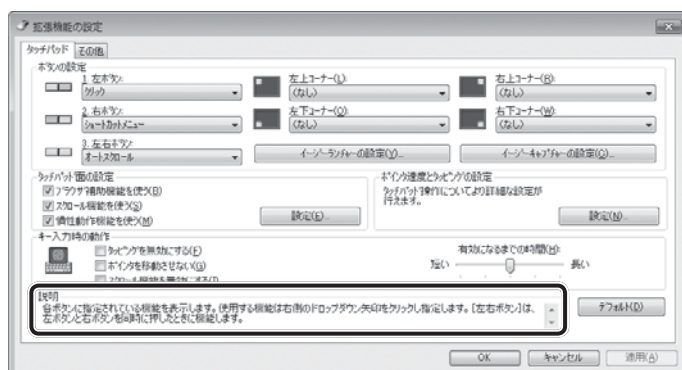 拡張機能の設定
タッチパッド その他
ボタンの設定
1. 左ボタン:
クリック
左上コーナー(L):
(なし)
右上コーナー(R):
(なし)
2. 右ボタン:
ショートカットメニュー
左下コーナー(O):
(なし)
右下コーナー(W):
(なし)
3. 左右ボタン:
オートスクロール
イージーランチャーの設定(Y)...
イージーキャプチャーの設定(C)...
タッチパッド面の設定
ブラウザ補助機能を使う(B)
スクロール機能を使う(S)
慣性動作機能を使う(M)
設定(E)...
ポインタ速度とタッピングの設定
タッチパッド操作についてより詳細な設定が
行えます。
設定(N)...
キー入力時の動作
タッピングを無効にする(F)
ポインタを移動させない(G)
スクロール機能を無効にする(I)
有効になるまでの時間(H):
短い 長い
説明
各ボタンに指定されている機能を表示します。(使用する機能は右側のドロップダウン矢印をクリックし指定します。[左右ボタン]は、
左ボタンと右ボタンを同時に押したときに機能します。
デフォルト(D)
OK キャンセル 適用(A)